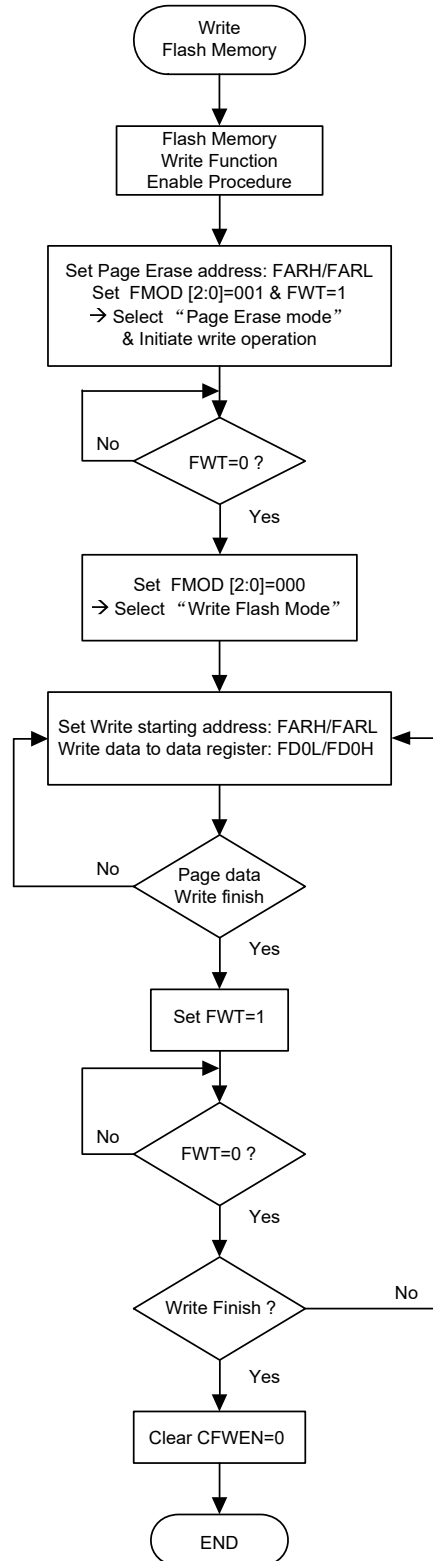 Write
Flash Memory
Flash Memory
Write Function
Enable Procedure
Set Page Erase address: FARH/FARL
Set FMOD [2:0]=001 & FWT=1
→ Select “Page Erase mode”
& Initiate write operation
No
FWT=0 ?
Yes
Set FMOD [2:0]=000
→ Select “Write Flash Mode”
Set Write starting address: FARH/FARL
Write data to data register: FD0L/FD0H
No
Page data
Write finish
Yes
Set FWT=1
No
FWT=0 ?
Yes
Write Finish ?
No
Yes
Clear CFWEN=0
END